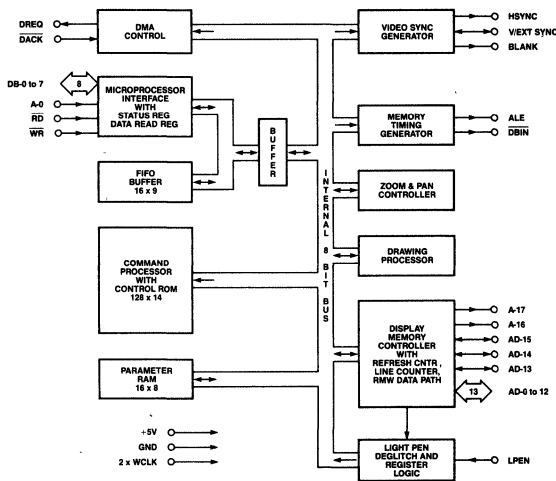 DREQ
DACK
DMA
CONTROL
VIDEO SYNC
GENERATOR
HSYNC
V/EXT SYNC
BLANK
DB-0 to 7
8
A-0
RD
WR
MICROPROCESSOR
INTERFACE
WITH
STATUS REG
DATA READ REG
FIFO
BUFFER
16 x 9
BUFFER
MEMORY
TIMING
GENERATOR
ALE
DBIN
ZOOM & PAN
CONTROLLER
INTERNAL 8 BIT BUS
DRAWING
PROCESSOR
COMMAND
PROCESSOR
WITH
CONTROL ROM
128 x 14
DISPLAY
MEMORY
CONTROLLER
WITH
REFRESH CNTR,
LINE COUNTER,
RMW DATA PATH
A-17
A-16
AD-15
AD-14
AD-13
13
AD-0 to 12
PARAMETER
RAM
16 x 8
+5V
GND
2 x WCLK
LIGHT PEN
DEGLITCH AND
REGISTER
LOGIC
LPEN